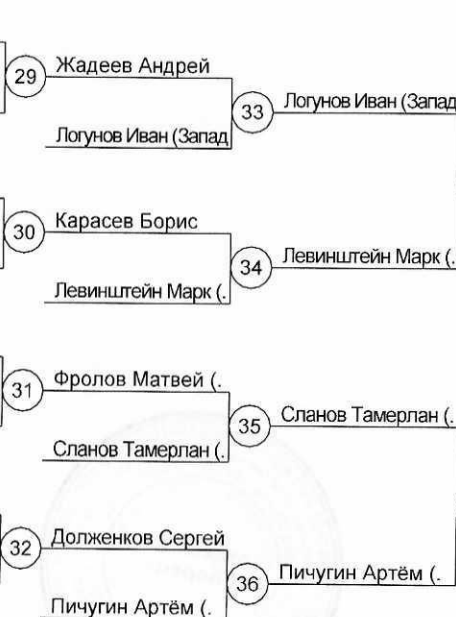 29
Жадеев Андрей
33
Логунов Иван (Запад
Логунов Иван (Запад
30
Карасев Борис
34
Левинштейн Марк (.
Левинштейн Марк (.
31
Фролов Матвей (.
35
Сланов Тамерлан (.
Сланов Тамерлан (.
32
Долженков Сергей
36
Пичугин Артём (.
Пичугин Артём (.